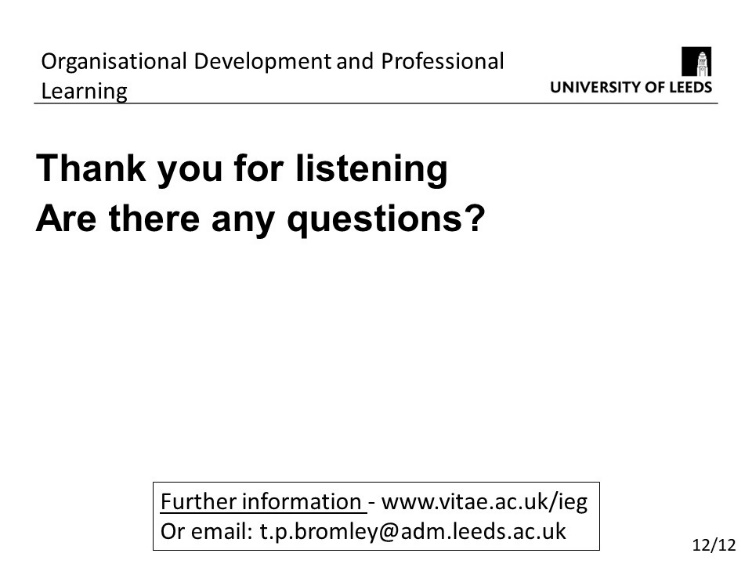 Organisational Development and Professional
Learning
UNIVERSITY OF LEEDS
Thank you for listening
Are there any questions?
Further information - www.vitae.ac.uk/ieg
Or email: t.p.bromley@adm.leeds.ac.uk
12/12